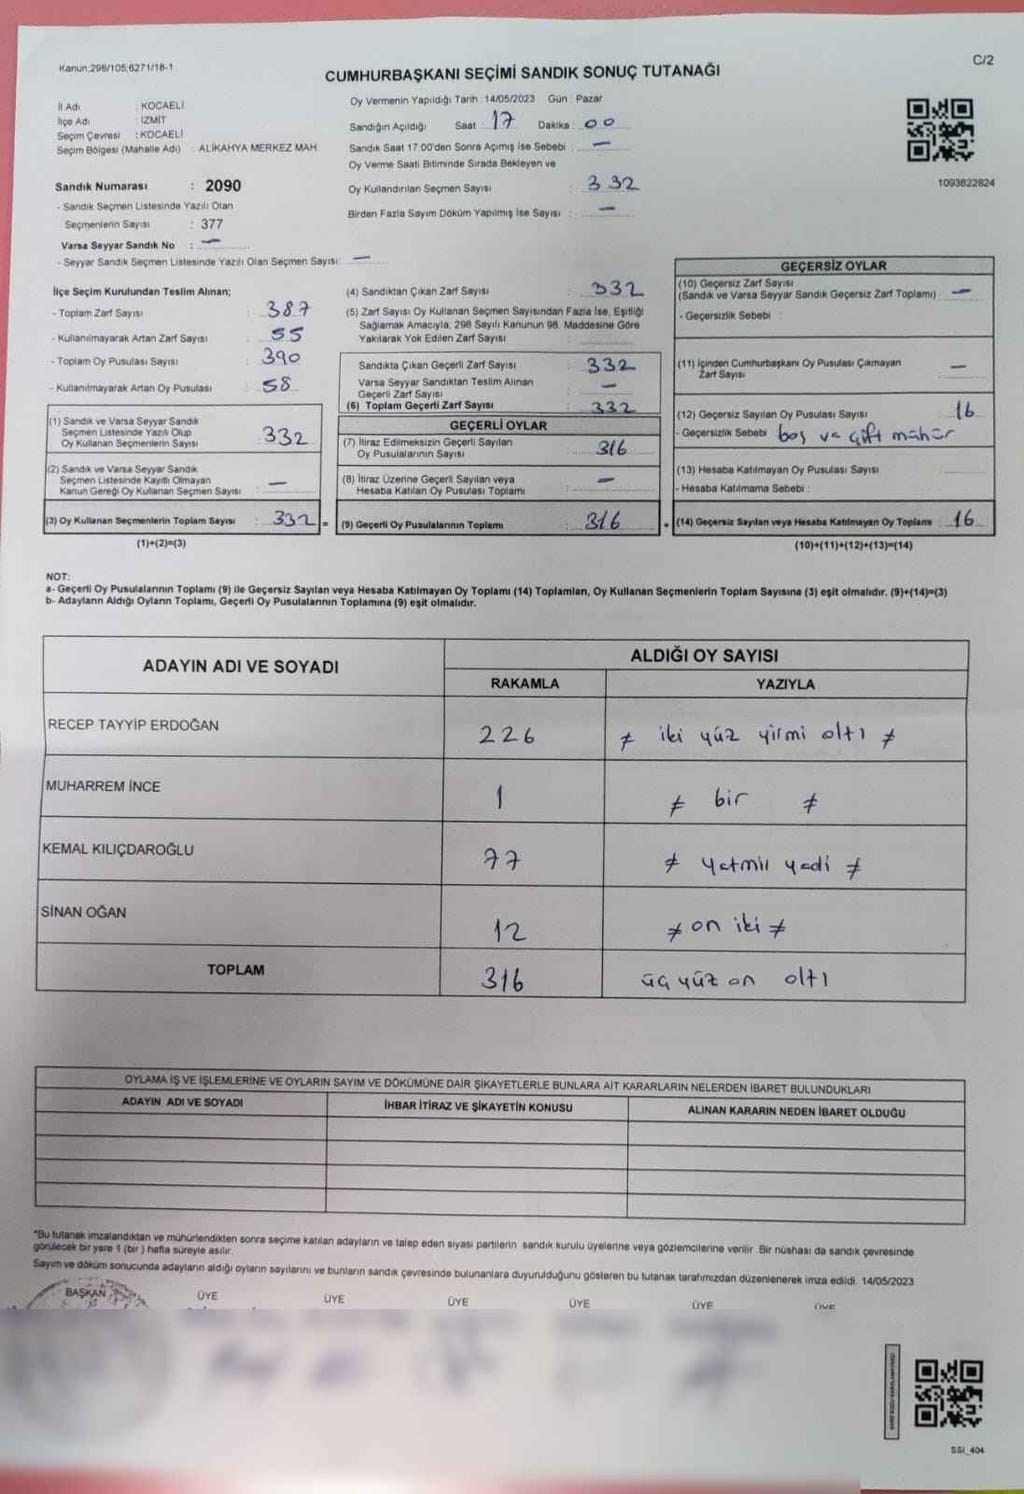 Kanun:298/105;6271/18-1
C/2
CUMHURBAŞKANI SEÇİMİ SANDIK SONUÇ TUTANAĞI
İl Adı : KOCAELİ
İlçe Adı : İZMİT
Seçim Çevresi : KOCAELİ
Seçim Bölgesi (Mahalle Adı) : ALİKAHYA MERKEZ MAH
Sandık Numarası : 2090
- Sandık Seçmen Listesinde Yazılı Olan
Seçmenlerin Sayısı : 377
Varsa Seyyar Sandık No : —
- Seyyar Sandık Seçmen Listesinde Yazılı Olan Seçmen Sayısı: —
Oy Vermenin Yapıldığı Tarih : 14/05/2023 Gün : Pazar
Sandığın Açıldığı Saat : 17 Dakika : 00
Sandık Saat 17:00'den Sonra Açımış İse Sebebi : —
Oy Verme Saati Bitiminde Sırada Bekleyen ve
Oy Kullandırılan Seçmen Sayısı : 332
Birden Fazla Sayım Döküm Yapılmış İse Sayısı : —
1093822824
İlçe Seçim Kurulundan Teslim Alınan;
- Toplam Zarf Sayısı : 387
- Kullanılmayarak Artan Zarf Sayısı : 55
- Toplam Oy Pusulası Sayısı : 390
- Kullanılmayarak Artan Oy Pusulası : 58
(1) Sandık ve Varsa Seyyar Sandık
Seçmen Listesinde Yazılı Olup
Oy Kullanan Seçmenlerin Sayısı : 332
(2) Sandık ve Varsa Seyyar Sandık
Seçmen Listesinde Kayıtlı Olmayan
Kanun Gereği Oy Kullanan Seçmen Sayısı : —
(3) Oy Kullanan Seçmenlerin Toplam Sayısı : 332 =
(1)+(2)=(3)
(4) Sandıktan Çıkan Zarf Sayısı : 332
(5) Zarf Sayısı Oy Kullanan Seçmen Sayısından Fazla İse, Eşitliği
Sağlamak Amacıyla, 298 Sayılı Kanunun 98. Maddesine Göre
Yakılarak Yok Edilen Zarf Sayısı :
Sandıkta Çıkan Geçerli Zarf Sayısı : 332
Varsa Seyyar Sandıktan Teslim Alınan
Geçerli Zarf Sayısı : —
(6) Toplam Geçerli Zarf Sayısı : 332
GEÇERLİ OYLAR
(7) İtiraz Edilmeksizin Geçerli Sayılan
Oy Pusulalarının Sayısı : 316
(8) İtiraz Üzerine Geçerli Sayılan veya
Hesaba Katılan Oy Pusulası Toplamı : —
(9) Geçerli Oy Pusulalarının Toplamı : 316 +
GEÇERSİZ OYLAR
(10) Geçersiz Zarf Sayısı
(Sandık ve Varsa Seyyar Sandık Geçersiz Zarf Toplamı) : —
- Geçersizlik Sebebi :
(11) İçinden Cumhurbaşkanı Oy Pusulası Çıkmayan
Zarf Sayısı : —
(12) Geçersiz Sayılan Oy Pusulası Sayısı : 16
- Geçersizlik Sebebi : boş ve çift mühür
(13) Hesaba Katılmayan Oy Pusulası Sayısı :
- Hesaba Katılmama Sebebi :
(14) Geçersiz Sayılan veya Hesaba Katılmayan Oy Toplamı : 16
(10)+(11)+(12)+(13)=(14)
NOT:
a- Geçerli Oy Pusulalarının Toplamı (9) ile Geçersiz Sayılan veya Hesaba Katılmayan Oy Toplamı (14) Toplamları, Oy Kullanan Seçmenlerin Toplam Sayısına (3) eşit olmalıdır. (9)+(14)=(3)
b- Adayların Aldığı Oyların Toplamı, Geçerli Oy Pusulalarının Toplamına (9) eşit olmalıdır.
ADAYIN ADI VE SOYADI
ALDIĞI OY SAYISI
RAKAMLA YAZIYLA
RECEP TAYYİP ERDOĞAN 226 ≠ iki yüz yirmi altı ≠
MUHARREM İNCE 1 ≠ bir ≠
KEMAL KILIÇDAROĞLU 77 ≠ yetmiş yedi ≠
SİNAN OĞAN 12 ≠ on iki ≠
TOPLAM 316 üç yüz on altı
OYLAMA İŞ VE İŞLEMLERİNE VE OYLARIN SAYIM VE DÖKÜMÜNE DAİR ŞİKAYETLERLE BUNLARA AİT KARARLARIN NELERDEN İBARET BULUNDUKLARI
ADAYIN ADI VE SOYADI İHBAR İTİRAZ VE ŞİKAYETİN KONUSU ALINAN KARARIN NEDEN İBARET OLDUĞU
*Bu tutanak imzalandıktan ve mühürlendikten sonra seçime katılan adayların ve talep eden siyasi partilerin sandık kurulu üyelerine veya gözlemcilerine verilir .Bir nüshası da sandık çevresinde
görülecek bir yere 1 (bir ) hafta süreyle asılır.
Sayım ve döküm sonucunda adayların aldığı oyların sayılarını ve bunların sandık çevresinde bulunanlara duyurulduğunu gösteren bu tutanak tarafımızdan düzenlenerek imza edildi. 14/05/2023
BAŞKAN ÜYE ÜYE ÜYE ÜYE ÜYE ÜYE
SSI_404